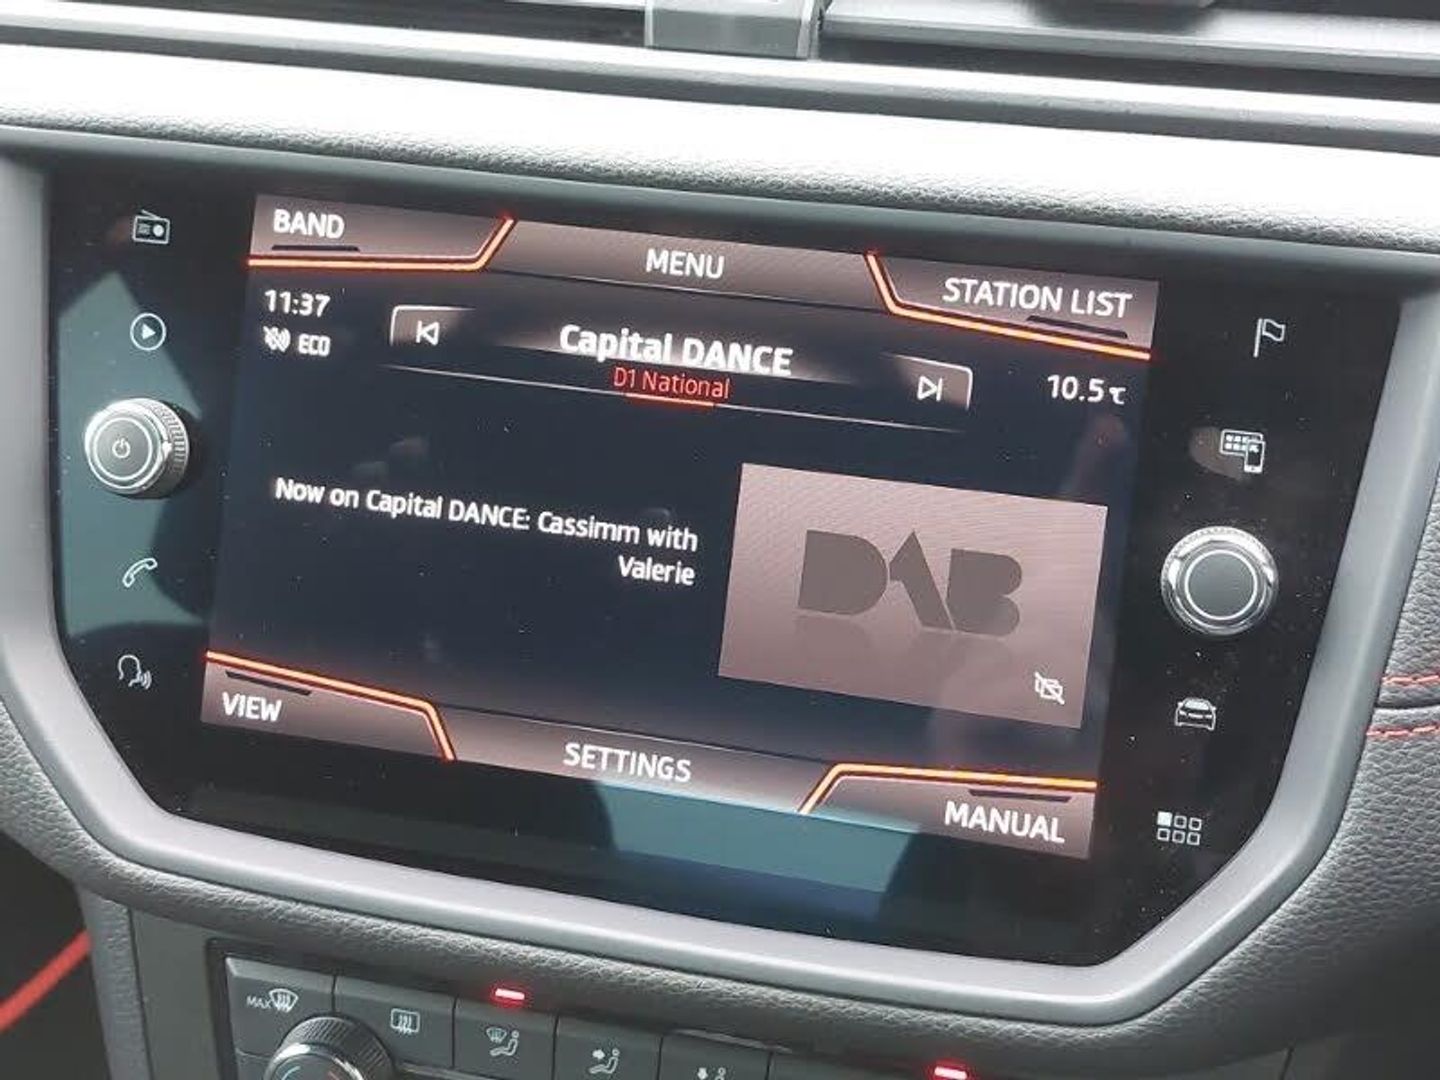 BAND
MENU
STATION LIST
11:37
Capital DANCE
D1 National
ECO
10.5℃
Now on Capital DANCE: Cassimm with
Valerie
DAB
VIEW
SETTINGS
MANUAL
MAX